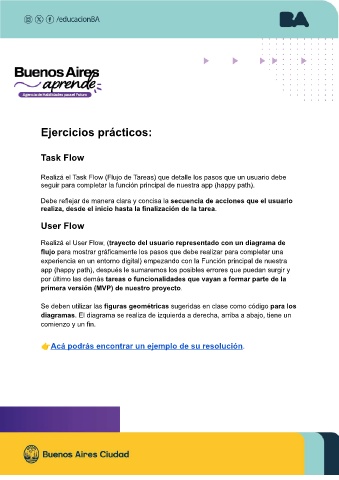 /educacionBA
BA
Buenos Aires
aprende
Agencia de Habilidades para el Futuro
Ejercicios prácticos:
Task Flow
Realizá el Task Flow (Flujo de Tareas) que detalle los pasos que un usuario debe
seguir para completar la función principal de nuestra app (happy path).
Debe reflejar de manera clara y concisa la secuencia de acciones que el usuario
realiza, desde el inicio hasta la finalización de la tarea.
User Flow
Realizá el User Flow, (trayecto del usuario representado con un diagrama de
flujo para mostrar gráficamente los pasos que debe realizar para completar una
experiencia en un entorno digital) empezando con la Función principal de nuestra
app (happy path), después le sumaremos los posibles errores que puedan surgir y
por último las demás tareas o funcionalidades que vayan a formar parte de la
primera versión (MVP) de nuestro proyecto.
Se deben utilizar las figuras geométricas sugeridas en clase como código para los
diagramas. El diagrama se realiza de izquierda a derecha, arriba a abajo, tiene un
comienzo y un fin.
👉Acá podrás encontrar un ejemplo de su resolución.
Buenos Aires Ciudad